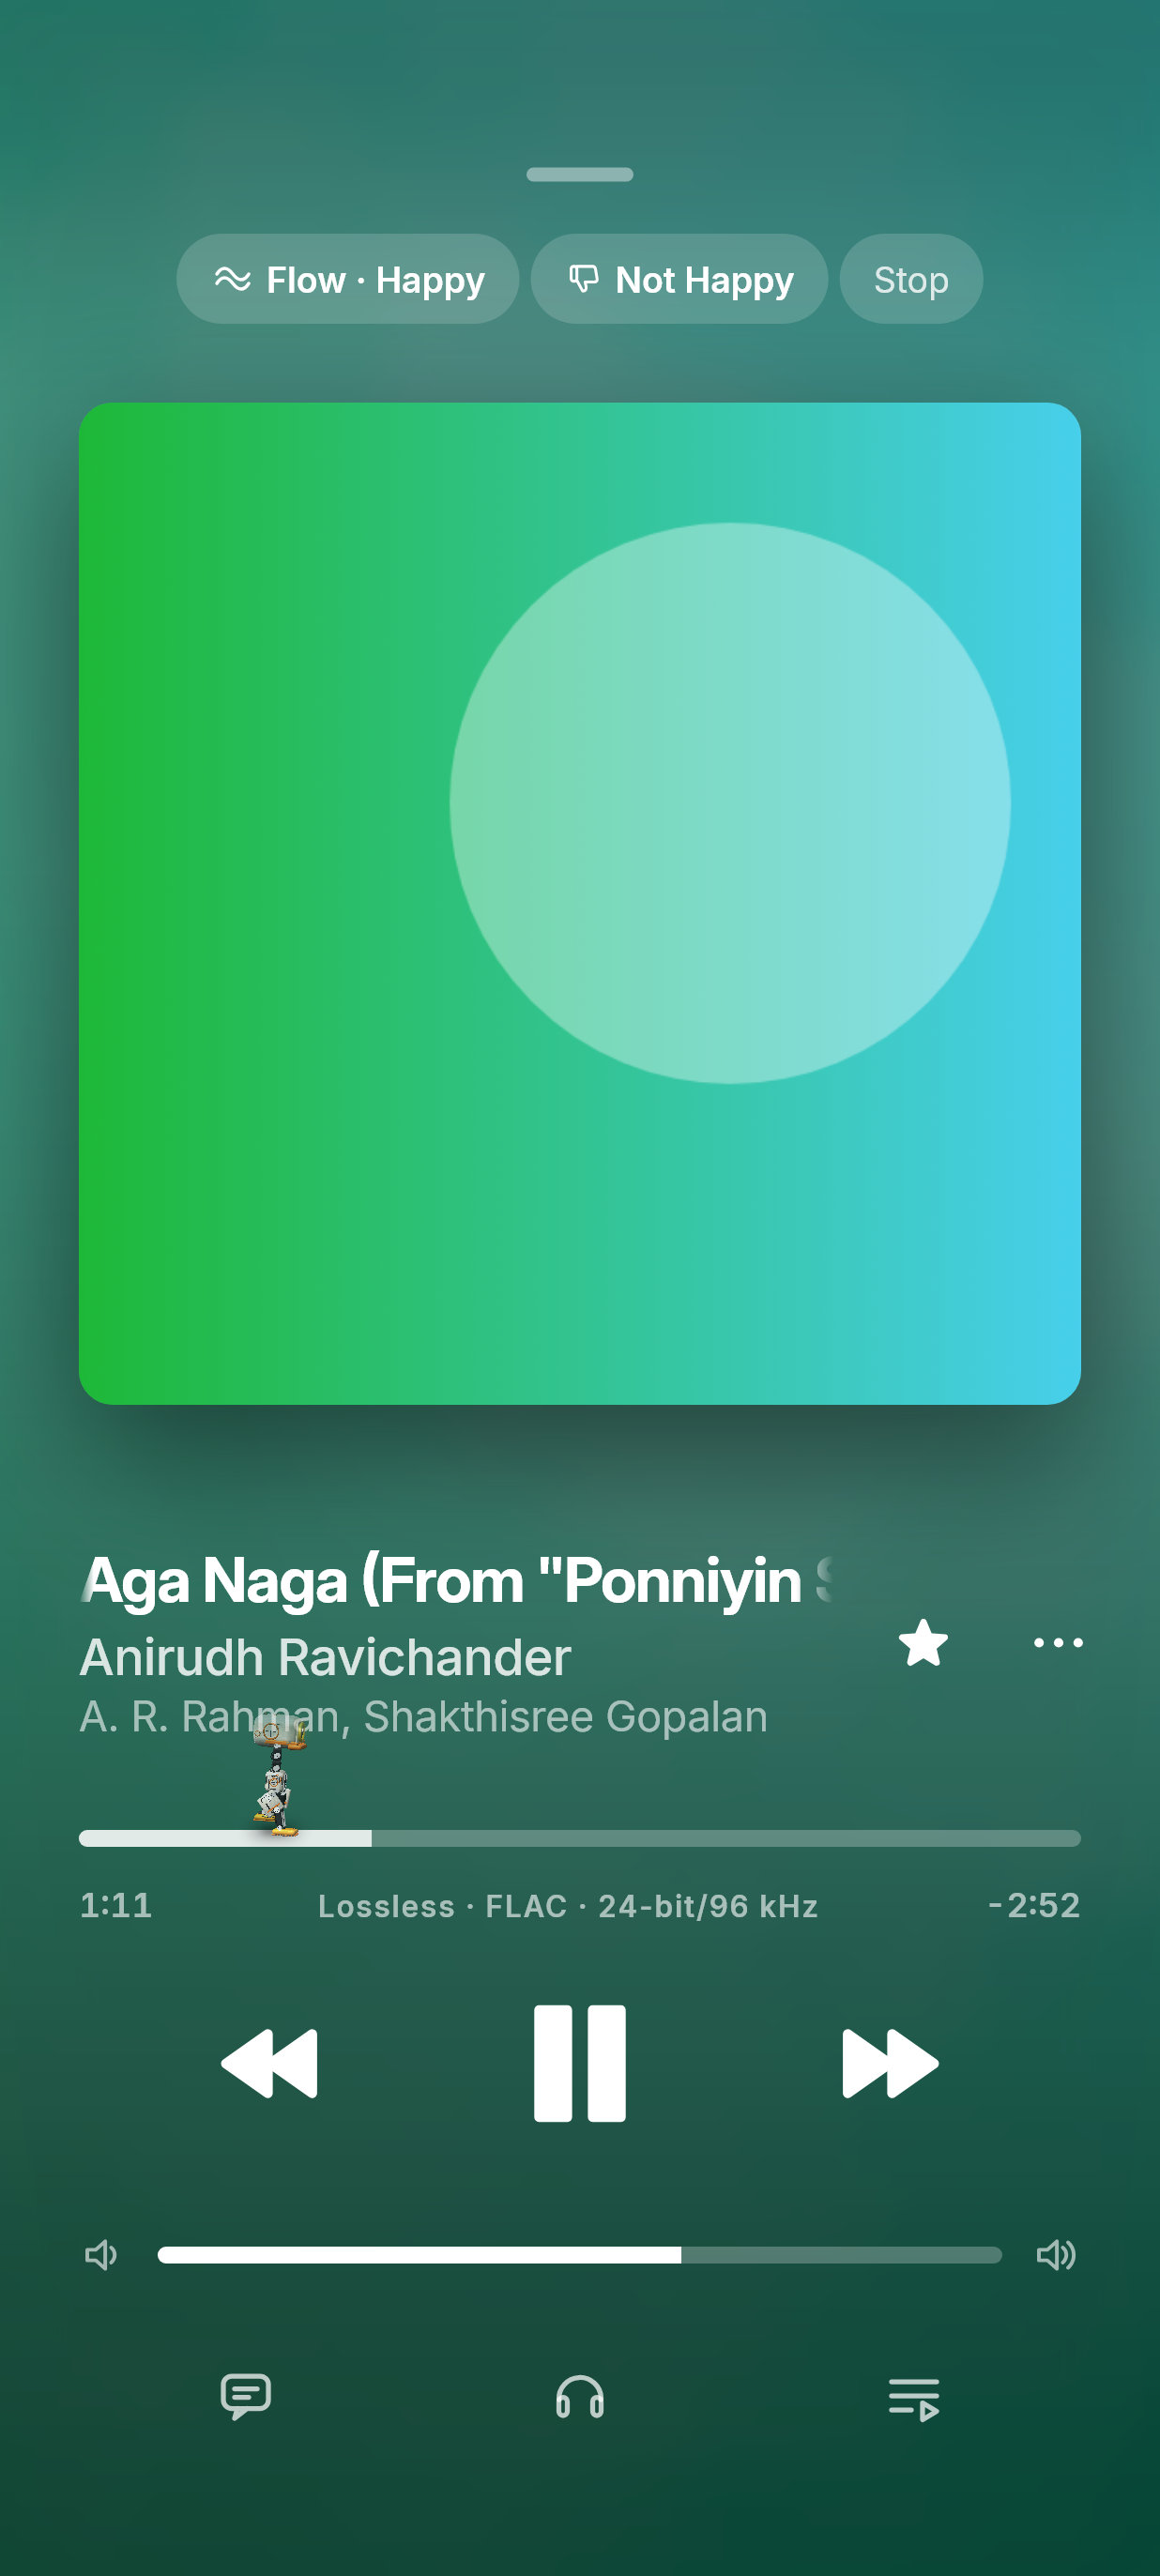 Flow · Happy
Not Happy
Stop
Aga Naga (From "Ponniyin S
Anirudh Ravichander
A. R. Rahman, Shakthisree Gopalan
1:11
Lossless · FLAC · 24-bit/96 kHz
-2:52